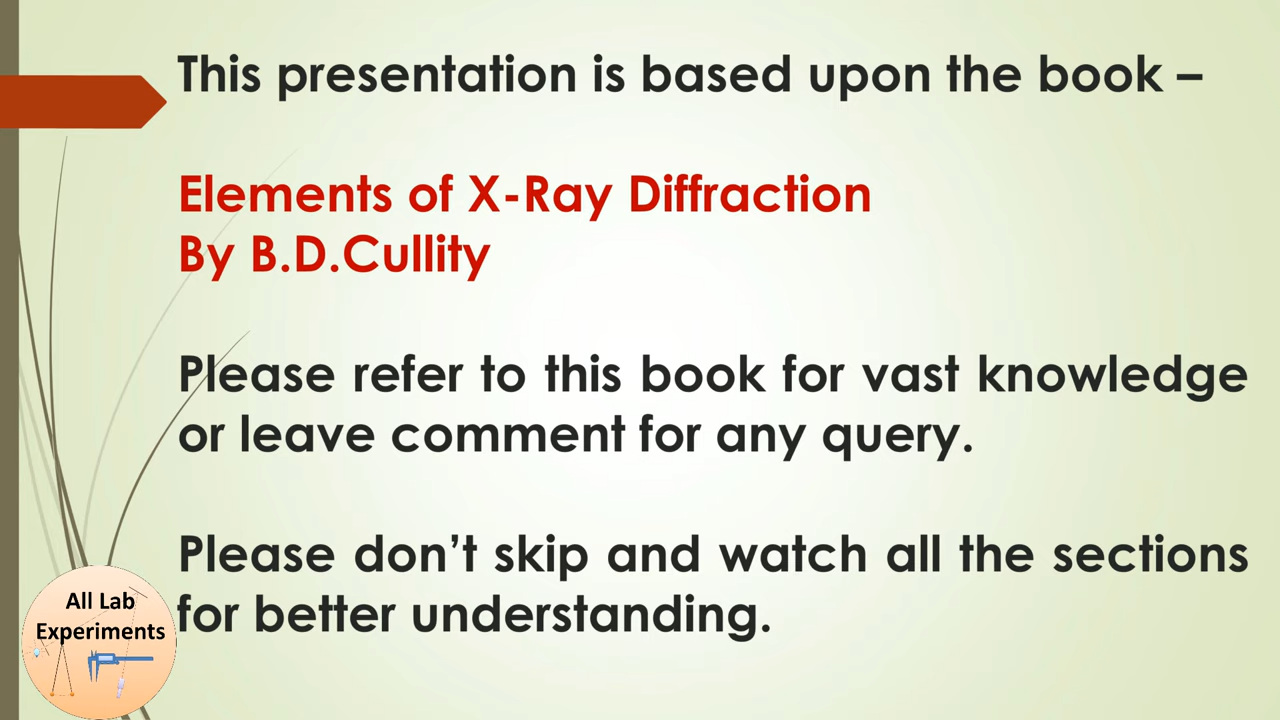 This presentation is based upon the book –
Elements of X-Ray Diffraction
By B.D.Cullity
Please refer to this book for vast knowledge
or leave comment for any query.
Please don’t skip and watch all the sections
for better understanding.
All Lab
Experiments